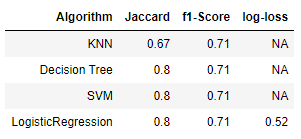 Algorithm Jaccard f1-Score log-loss
KNN 0.67 0.71 NA
Decision Tree 0.8 0.71 NA
SVM 0.8 0.71 NA
LogisticRegression 0.8 0.71 0.52